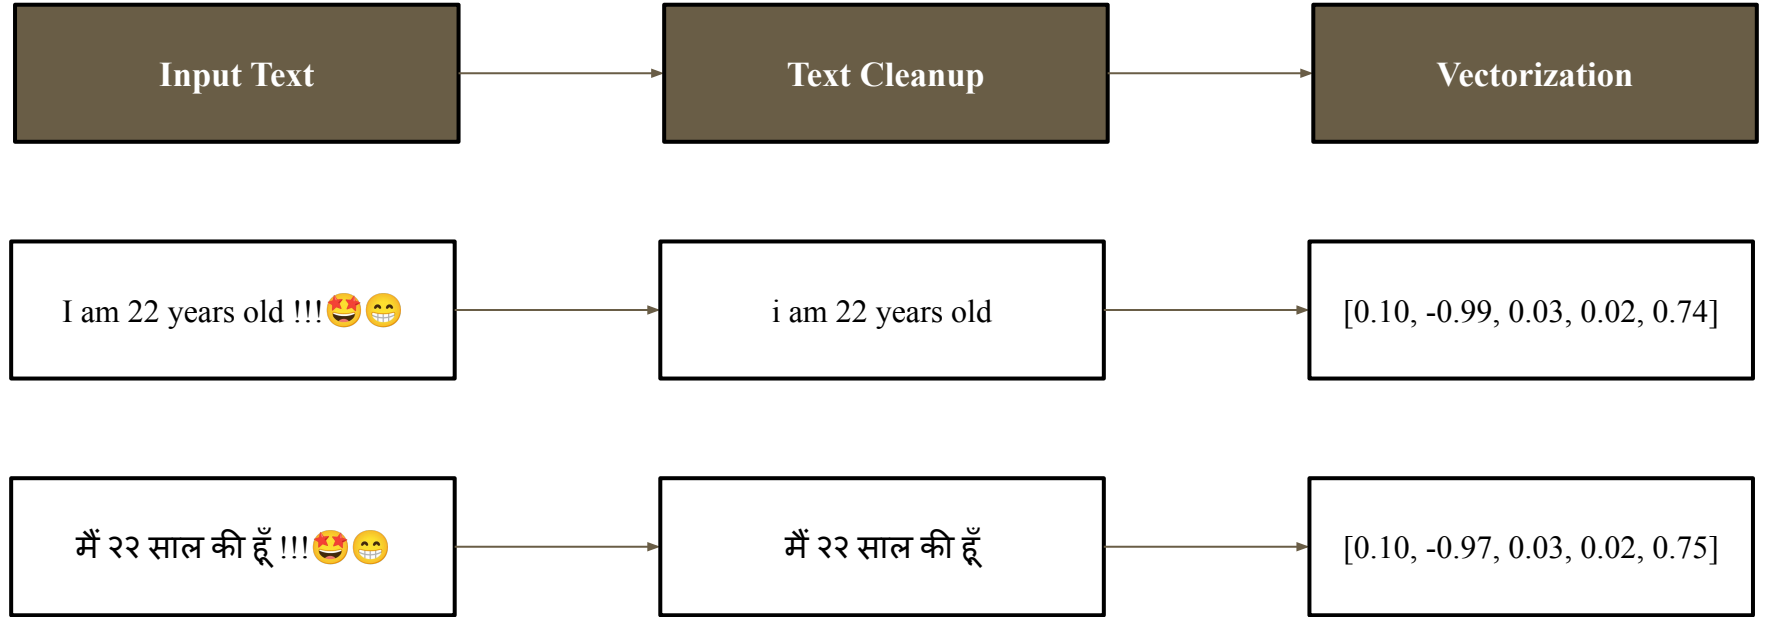 Input Text
Text Cleanup
Vectorization
I am 22 years old !!!🤩😁
i am 22 years old
[0.10, -0.99, 0.03, 0.02, 0.74]
मैं २२ साल की हूँ !!!🤩😁
मैं २२ साल की हूँ
[0.10, -0.97, 0.03, 0.02, 0.75]